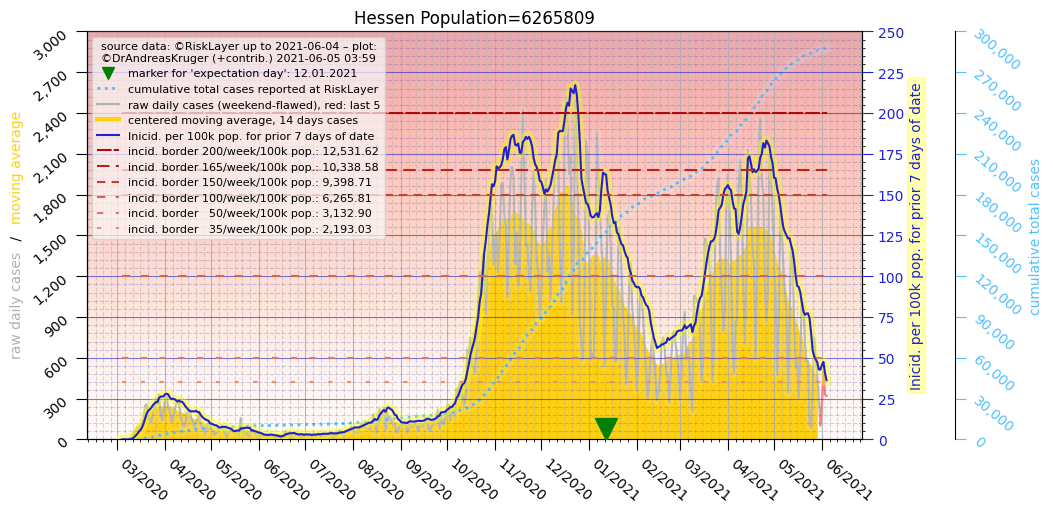 Hessen Population=6265809
source data: ©RiskLayer up to 2021-06-04 – plot:
©DrAndreasKruger (+contrib.) 2021-06-05 03:59
marker for 'expectation day': 12.01.2021
cumulative total cases reported at RiskLayer
raw daily cases (weekend-flawed), red: last 5
centered moving average, 14 days cases
Inicid. per 100k pop. for prior 7 days of date
incid. border 200/week/100k pop.: 12,531.62
incid. border 165/week/100k pop.: 10,338.58
incid. border 150/week/100k pop.: 9,398.71
incid. border 100/week/100k pop.: 6,265.81
incid. border   50/week/100k pop.: 3,132.90
incid. border   35/week/100k pop.: 2,193.03
raw daily cases / moving average
3,000
2,700
2,400
2,100
1,800
1,500
1,200
900
600
300
0
03/2020
04/2020
05/2020
06/2020
07/2020
08/2020
09/2020
10/2020
11/2020
12/2020
01/2021
02/2021
03/2021
04/2021
05/2021
06/2021
250
225
200
175
150
125
100
75
50
25
0
Inicid. per 100k pop. for prior 7 days of date
300,000
270,000
240,000
210,000
180,000
150,000
120,000
90,000
60,000
30,000
0
cumulative total cases